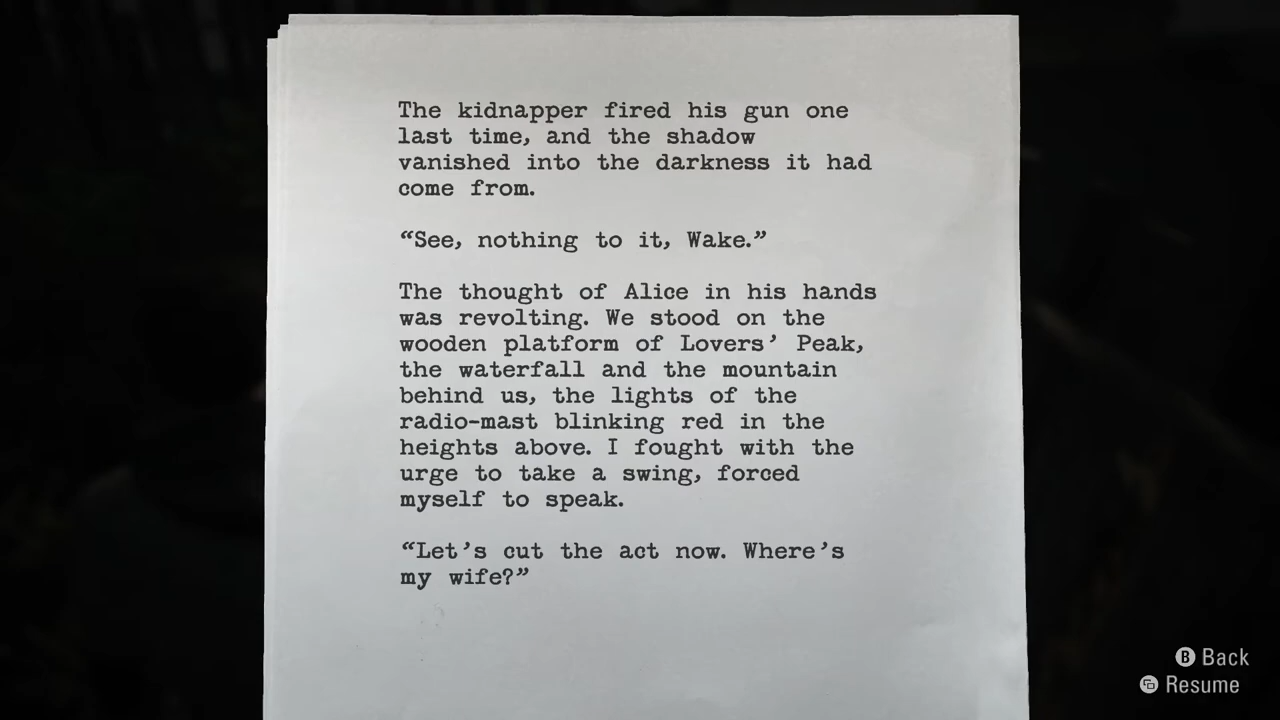 The kidnapper fired his gun one
last time, and the shadow
vanished into the darkness it had
come from.
“See, nothing to it, Wake.”
The thought of Alice in his hands
was revolting. We stood on the
wooden platform of Lovers’ Peak,
the waterfall and the mountain
behind us, the lights of the
radio-mast blinking red in the
heights above. I fought with the
urge to take a swing, forced
myself to speak.
“Let’s cut the act now. Where’s
my wife?”
B Back
Resume